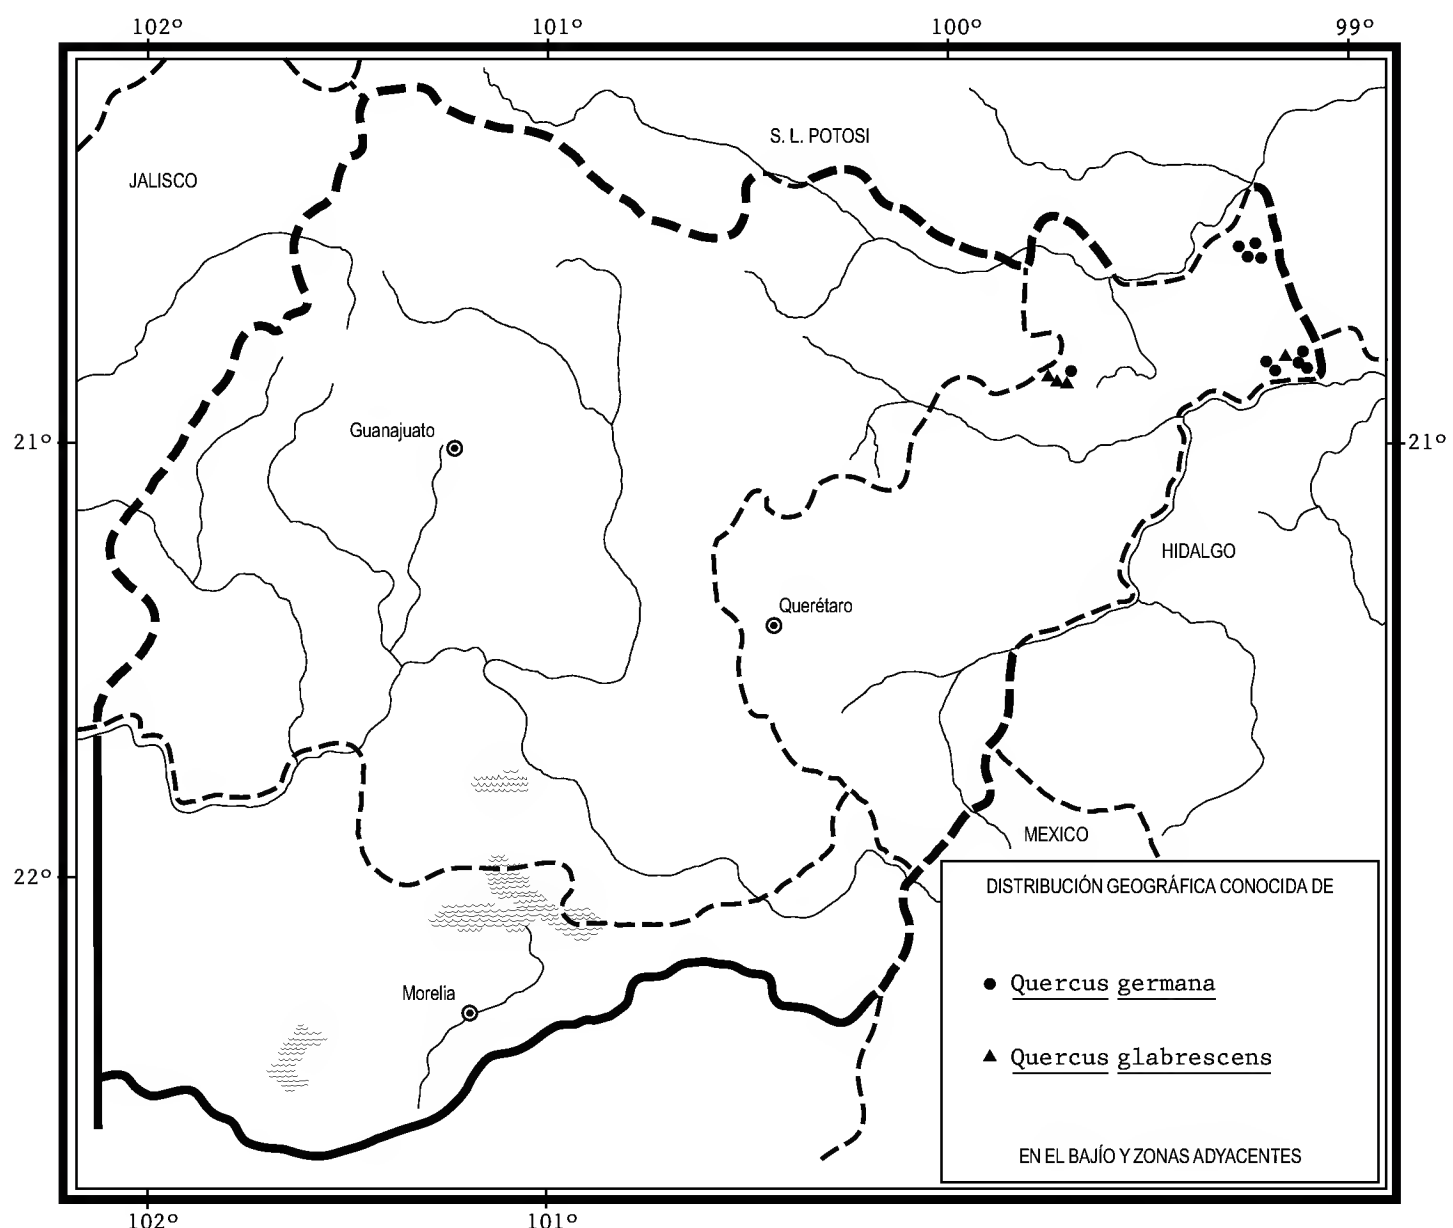 102º 101º 100º 99º
S. L. POTOSI
JALISCO
Guanajuato
21º 21º
HIDALGO
Querétaro
MEXICO
22º
DISTRIBUCIÓN GEOGRÁFICA CONOCIDA DE
Quercus germana
Morelia
Quercus glabrescens
EN EL BAJÍO Y ZONAS ADYACENTES
102º 101º